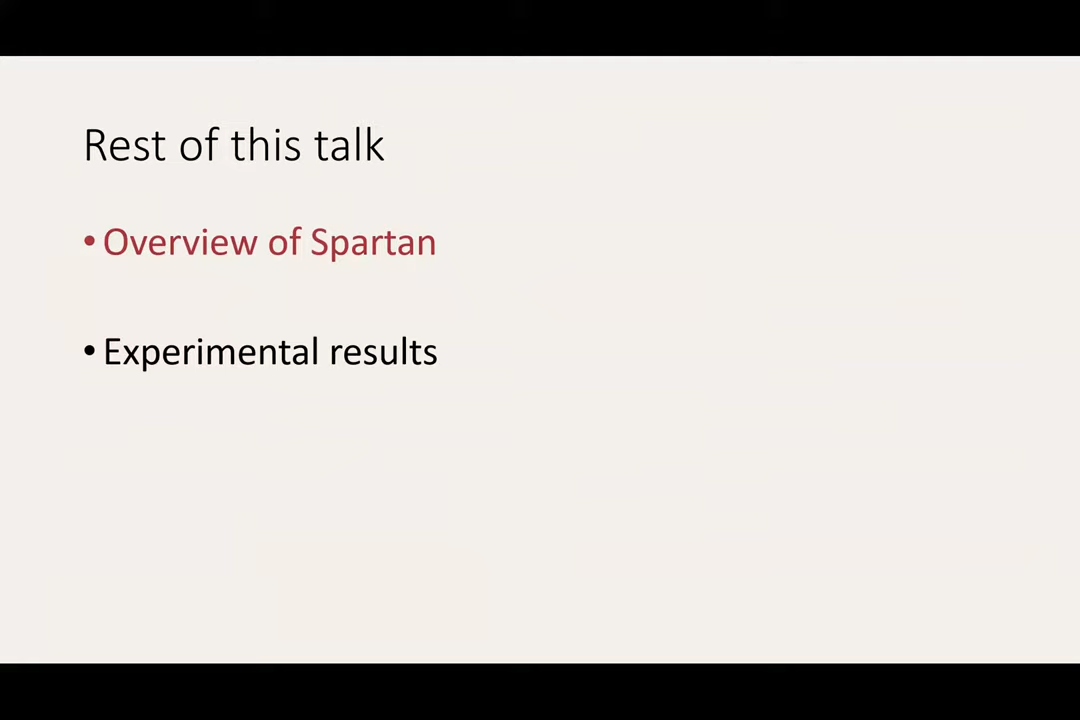 Rest of this talk
• Overview of Spartan
• Experimental results